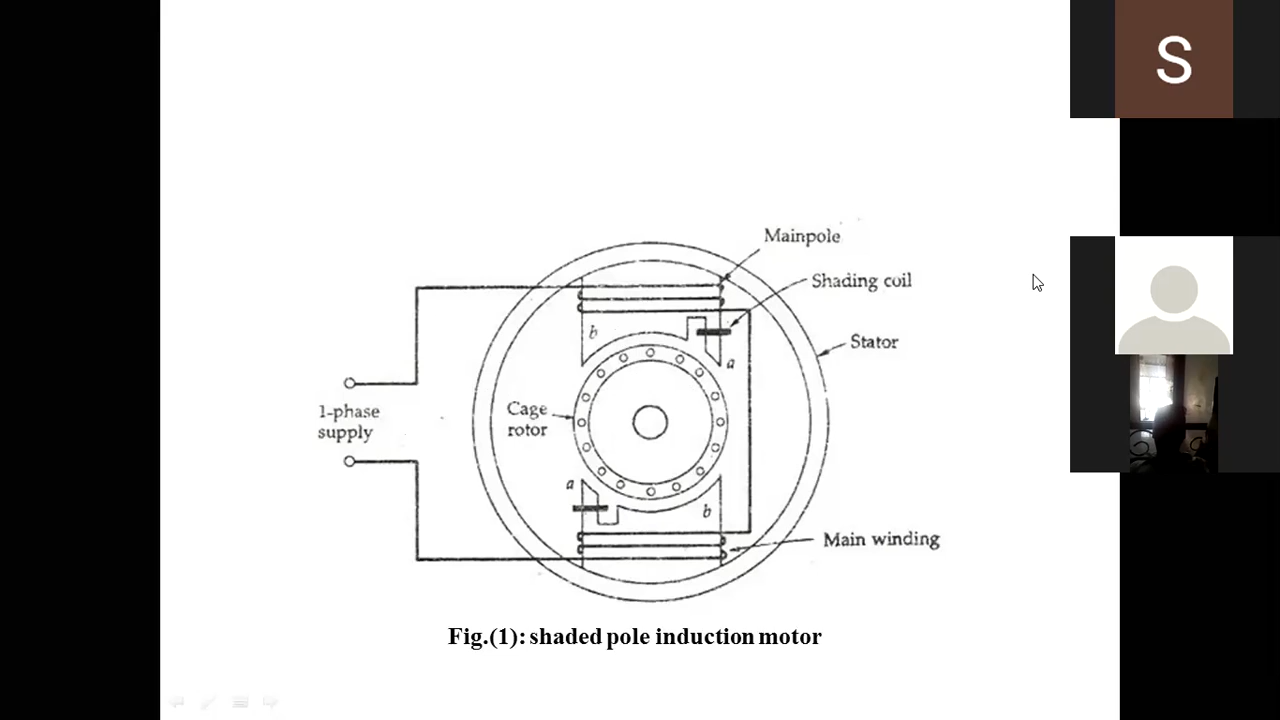 S
Mainpole
Shading coil
b
a
Stator
1-phase
supply
Cage
rotor
a
b
Main winding
Fig.(1): shaded pole induction motor